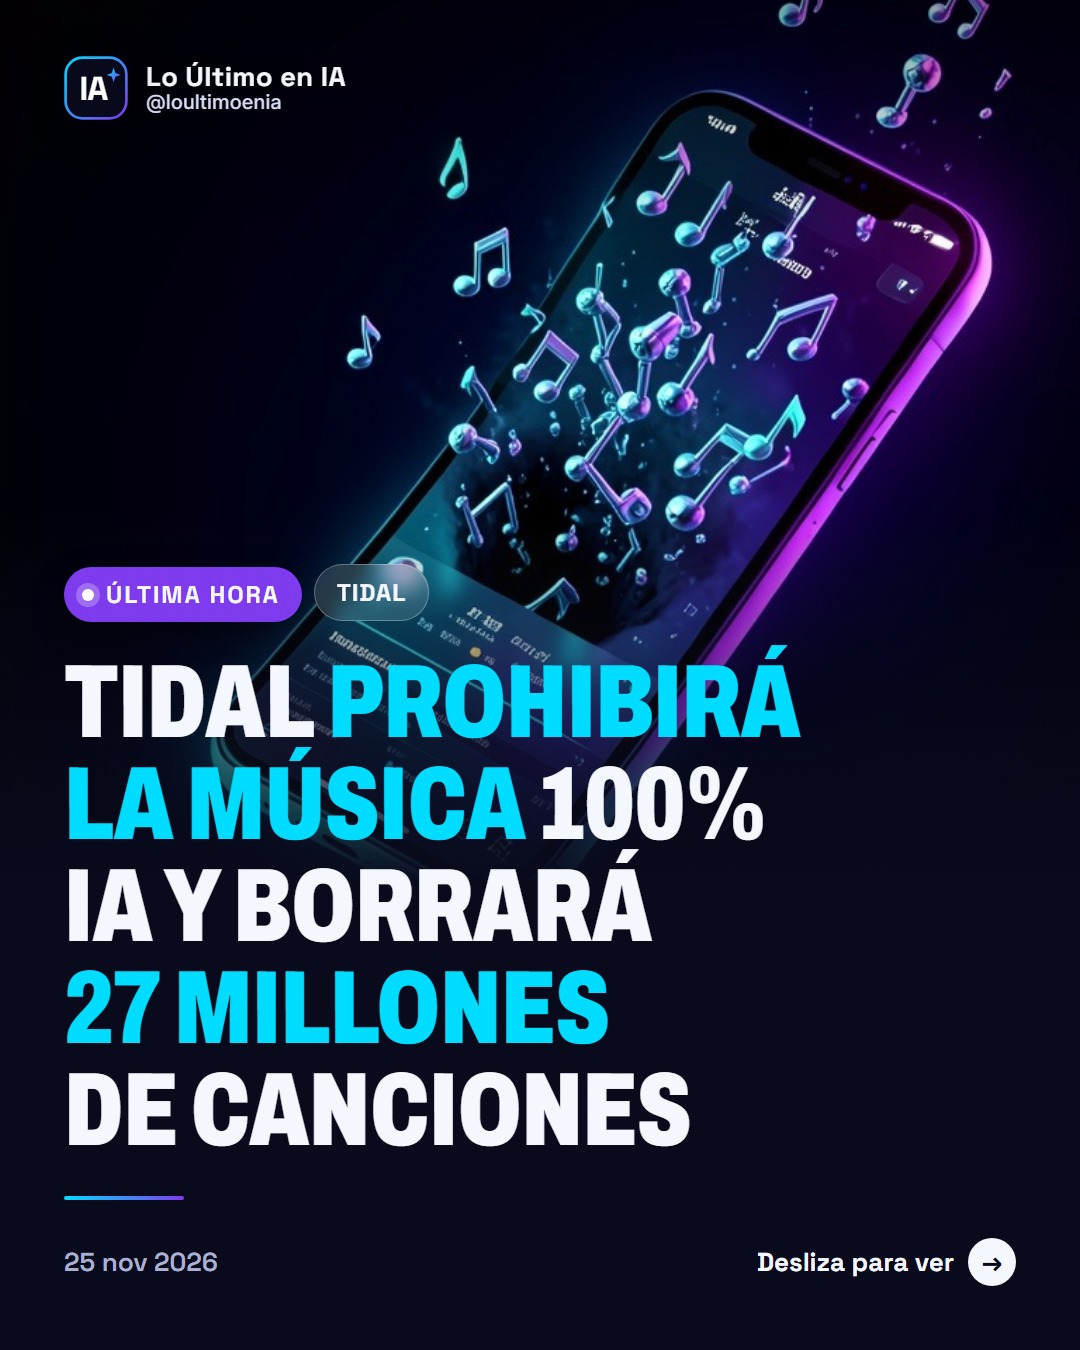 IA
Lo Último en IA
@loultimoenia
ÚLTIMA HORA
TIDAL
TIDAL PROHIBIRÁ
LA MÚSICA 100%
IA Y BORRARÁ
27 MILLONES
DE CANCIONES
25 nov 2026
Desliza para ver →